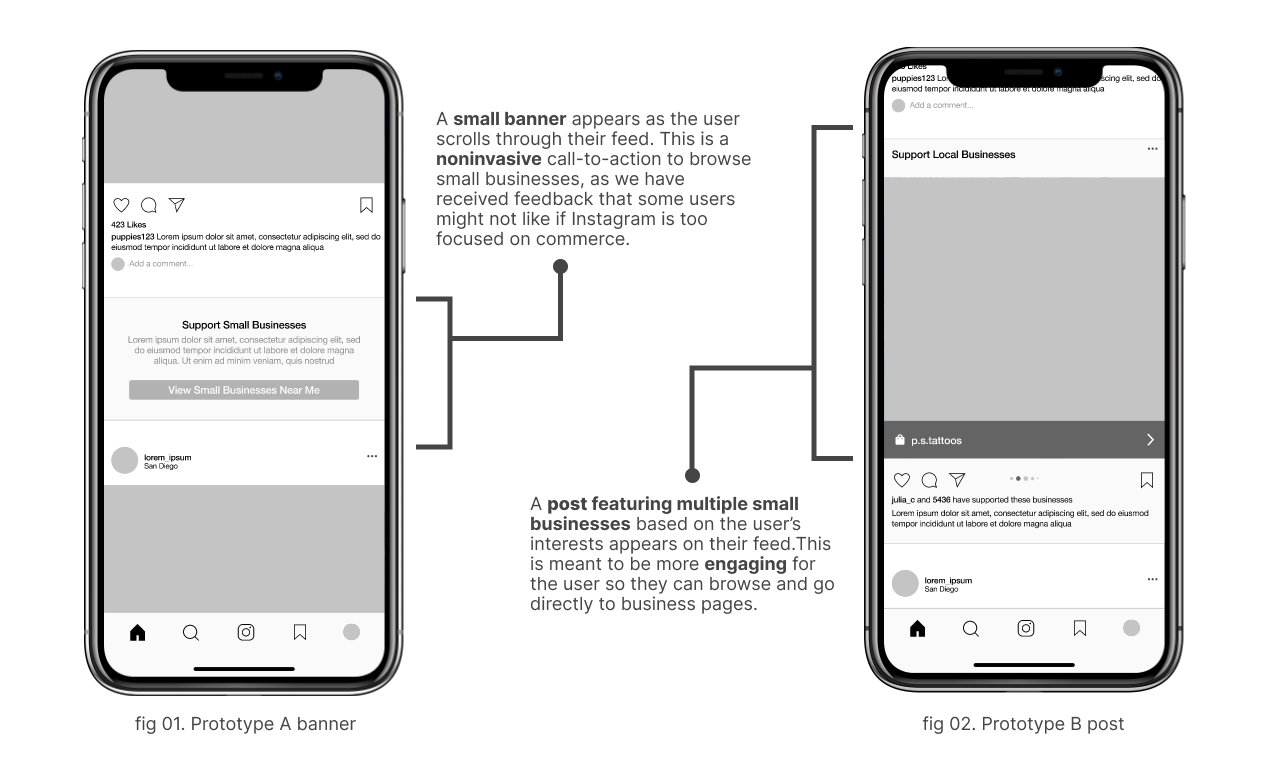 423 Likes
puppies123 Lorem ipsum dolor sit amet, consectetur adipiscing elit, sed do
eiusmod tempor incididunt ut labore et dolore magna aliqua
Add a comment...
Support Small Businesses
Lorem ipsum dolor sit amet, consectetur adipiscing elit, sed
do eiusmod tempor incididunt ut labore et dolore magna
aliqua. Ut enim ad minim veniam, quis nostrud
View Small Businesses Near Me
lorem_ipsum
San Diego
fig 01. Prototype A banner
A small banner appears as the user
scrolls through their feed. This is a
noninvasive call-to-action to browse
small businesses, as we have
received feedback that some users
might not like if Instagram is too
focused on commerce.
A post featuring multiple small
businesses based on the user's
interests appears on their feed.This
is meant to be more engaging for
the user so they can browse and go
directly to business pages.
Likes
puppies123 Lor
scing elit, sed do
eiusmod tempor incididunt ut labore et dolore magna aliqua
Add a comment...
Support Local Businesses
p.s.tattoos
julia_c and 5436 have supported these businesses
Lorem ipsum dolor sit amet, consectetur adipiscing elit, sed do eiusmod
tempor incididunt ut labore et dolore magna aliqua
lorem_ipsum
San Diego
fig 02. Prototype B post